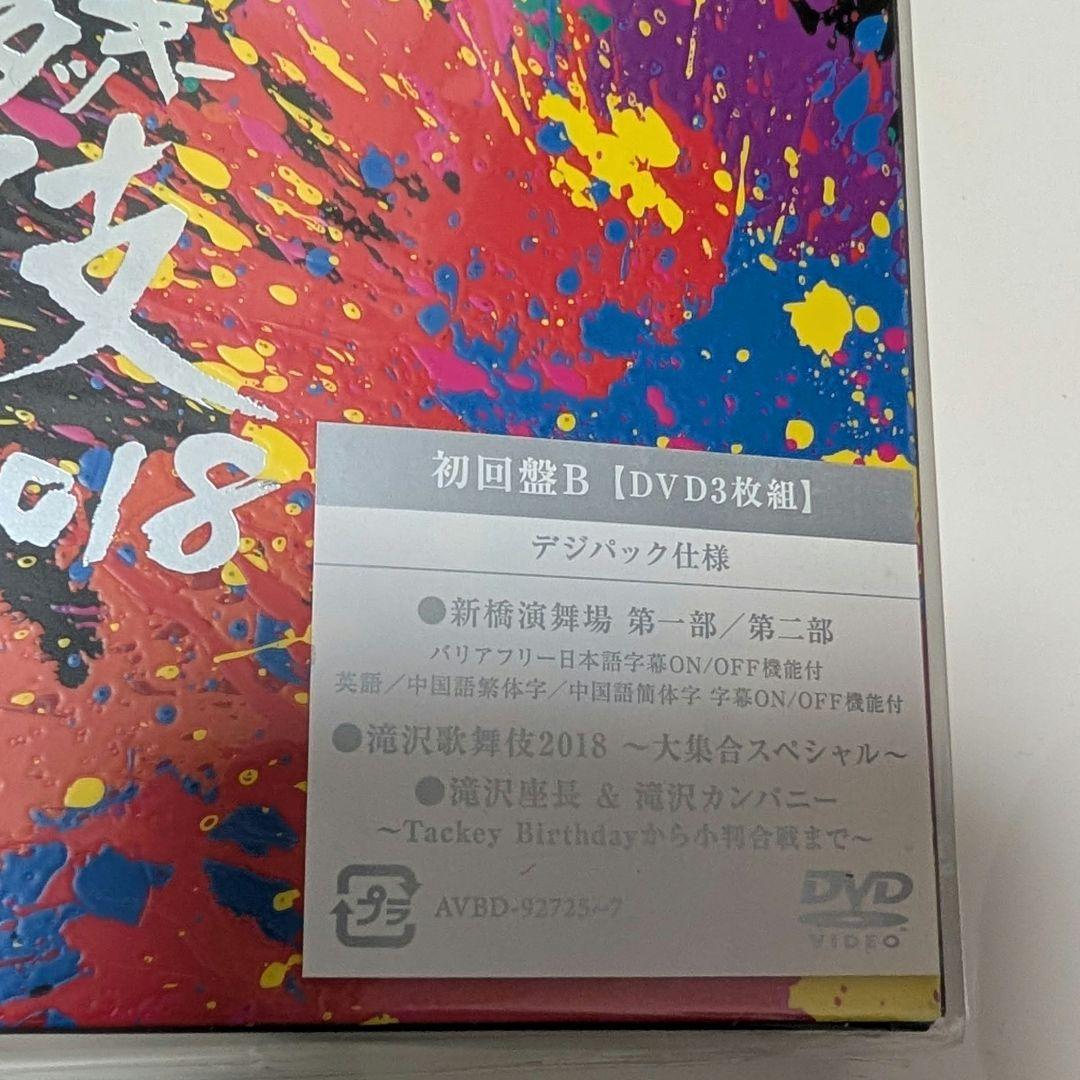 伎
2018
初回盤B【DVD3枚組】
デジパック仕様
●新橋演舞場 第一部／第二部
バリアフリー日本語字幕ON/OFF機能付
英語／中国語繁体字／中国語簡体字 字幕ON/OFF機能付
●滝沢歌舞伎2018 ～大集合スペシャル～
●滝沢座長 & 滝沢カンパニー
～Tackey Birthdayから小判合戦まで～
プラ
AVBD-92725~7
DVD
VIDEO